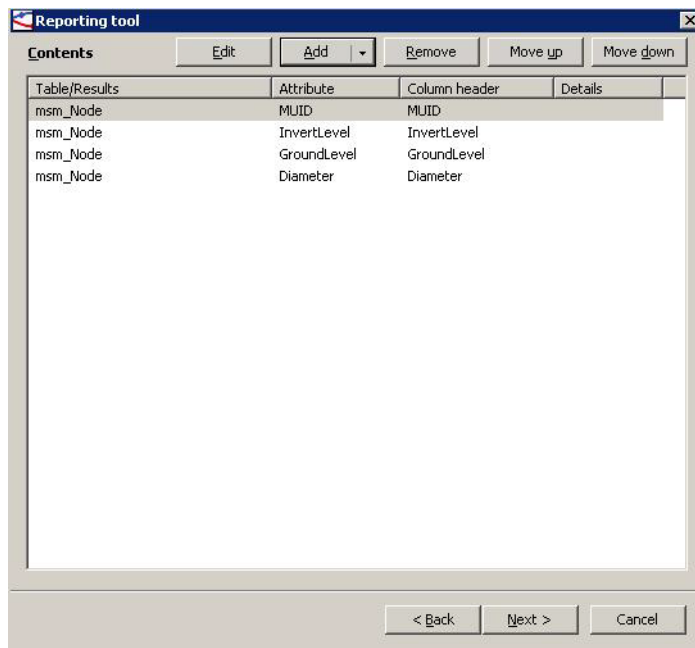 Reporting tool
Contents Edit Add Remove Move up Move down
Table/Results Attribute Column header Details
msm_Node MUID MUID
msm_Node InvertLevel InvertLevel
msm_Node GroundLevel GroundLevel
msm_Node Diameter Diameter
< Back Next > Cancel